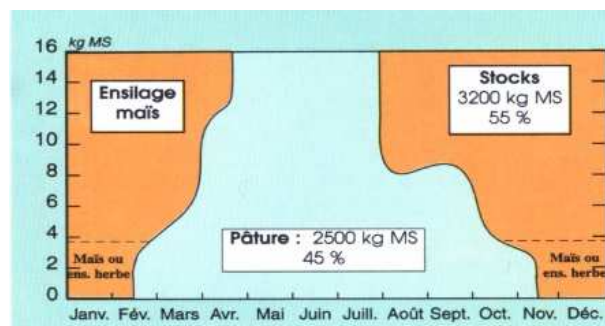 kg MS
16
14
12
10
8
6
4
2
0
Ensilage
maïs
Stocks
3200 kg MS
55 %
Pâture : 2500 kg MS
45 %
Maïs ou
ens. herbe
Maïs ou
ens. herbe
Janv. Fév. Mars Avr. Mai Juin Juill. Août Sept. Oct. Nov. Déc.